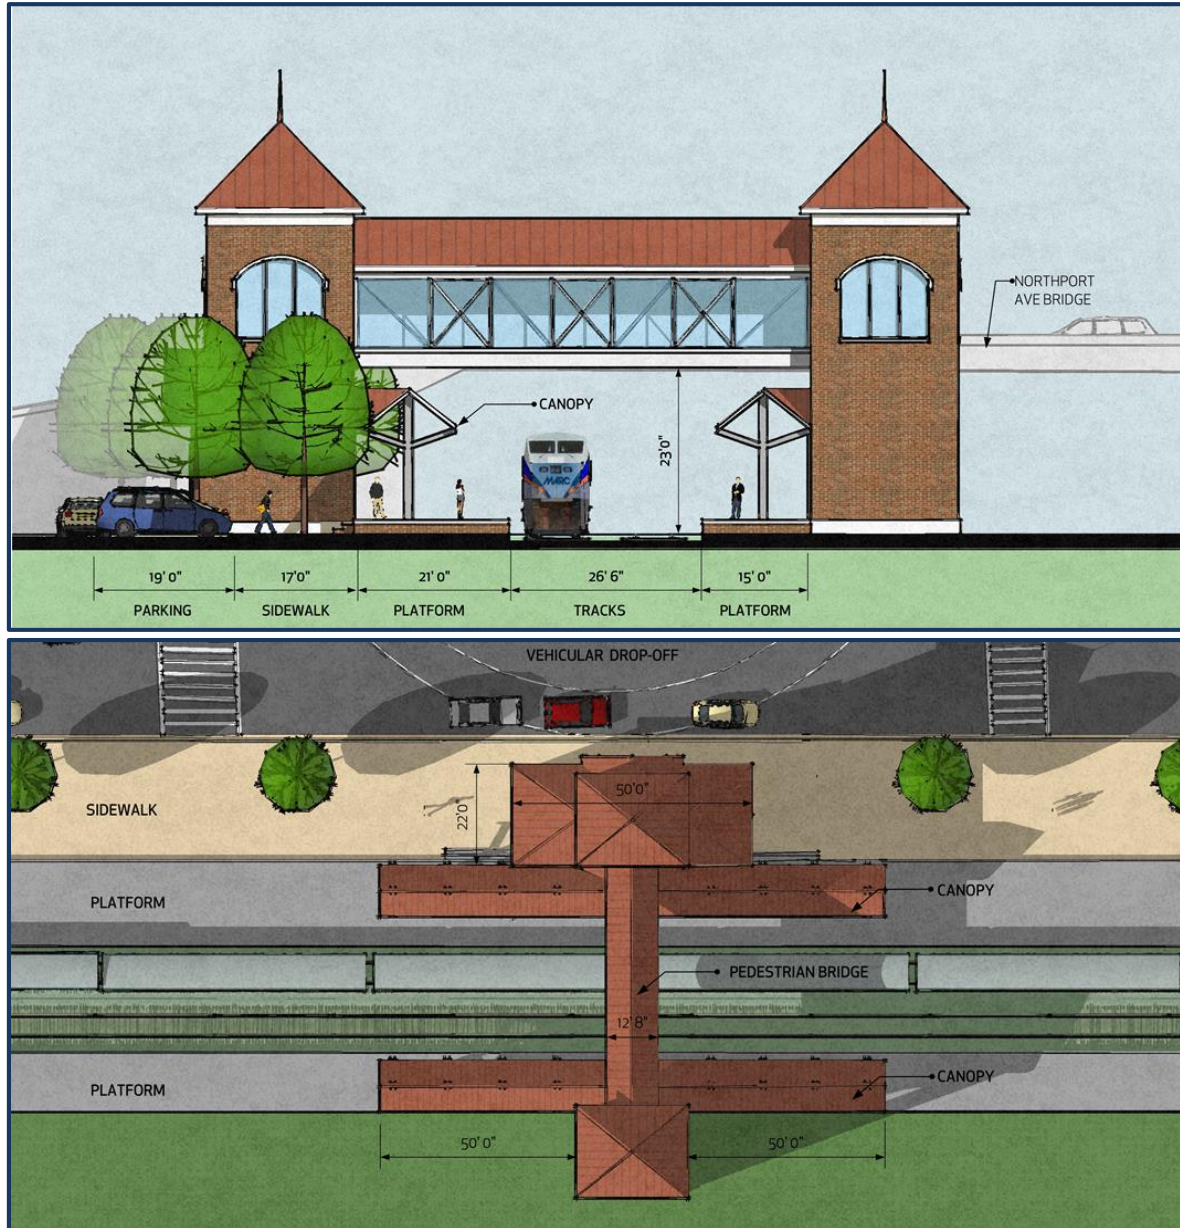 NORTHPORT
AVE BRIDGE
CANOPY
23'0"
MARC
19' 0"
17'0"
21' 0"
26' 6"
15' 0"
PARKING
SIDEWALK
PLATFORM
TRACKS
PLATFORM
VEHICULAR DROP-OFF
50'0"
22'0
SIDEWALK
CANOPY
PLATFORM
PEDESTRIAN BRIDGE
12' 8"
CANOPY
PLATFORM
50' 0"
50' 0"